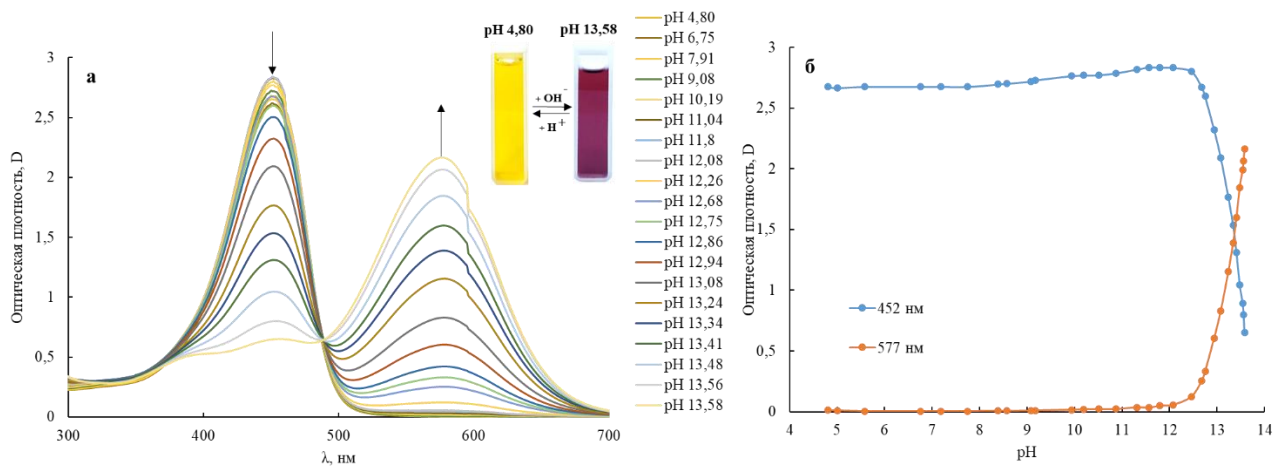 а
Оптическая плотность, D
3
2,5
2
1,5
1
0,5
0
300
400
500
600
700
λ, нм
pH 4,80
pH 13,58
+ OH⁻
+ H⁺
pH 4,80
pH 6,75
pH 7,91
pH 9,08
pH 10,19
pH 11,04
pH 11,8
pH 12,08
pH 12,26
pH 12,68
pH 12,75
pH 12,86
pH 12,94
pH 13,08
pH 13,24
pH 13,34
pH 13,41
pH 13,48
pH 13,56
pH 13,58
б
Оптическая плотность, D
3
2,5
2
1,5
1
0,5
0
452 нм
577 нм
4
5
6
7
8
9
10
11
12
13
14
pH